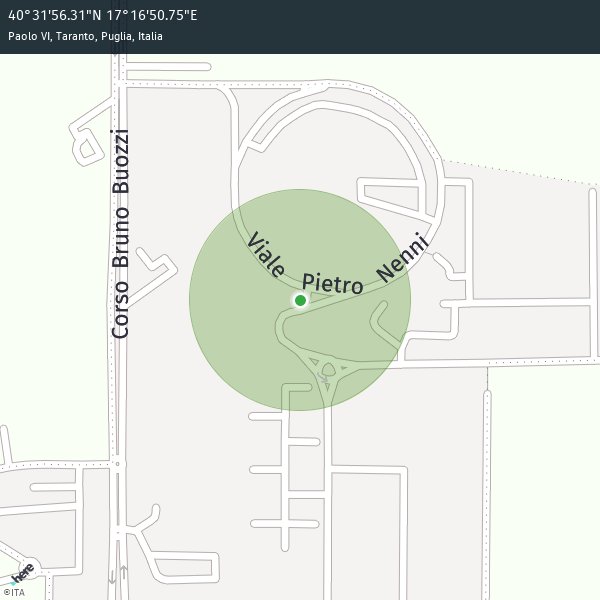 40°31'56.31"N 17°16'50.75"E
Paolo VI, Taranto, Puglia, Italia
Corso Bruno Buozzi
Viale Pietro Nenni
here
©ITA